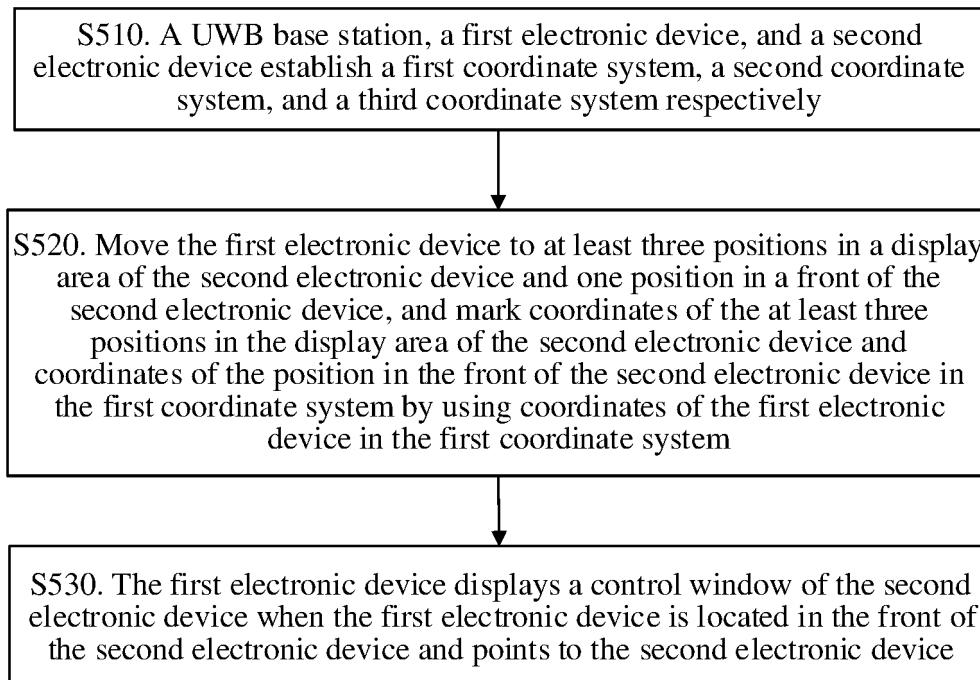 S510. A UWB base station, a first electronic device, and a second
electronic device establish a first coordinate system, a second coordinate
system, and a third coordinate system respectively
S520. Move the first electronic device to at least three positions in a display
area of the second electronic device and one position in a front of the
second electronic device, and mark coordinates of the at least three
positions in the display area of the second electronic device and
coordinates of the position in the front of the second electronic device in
the first coordinate system by using coordinates of the first electronic
device in the first coordinate system
S530. The first electronic device displays a control window of the second
electronic device when the first electronic device is located in the front of
the second electronic device and points to the second electronic device